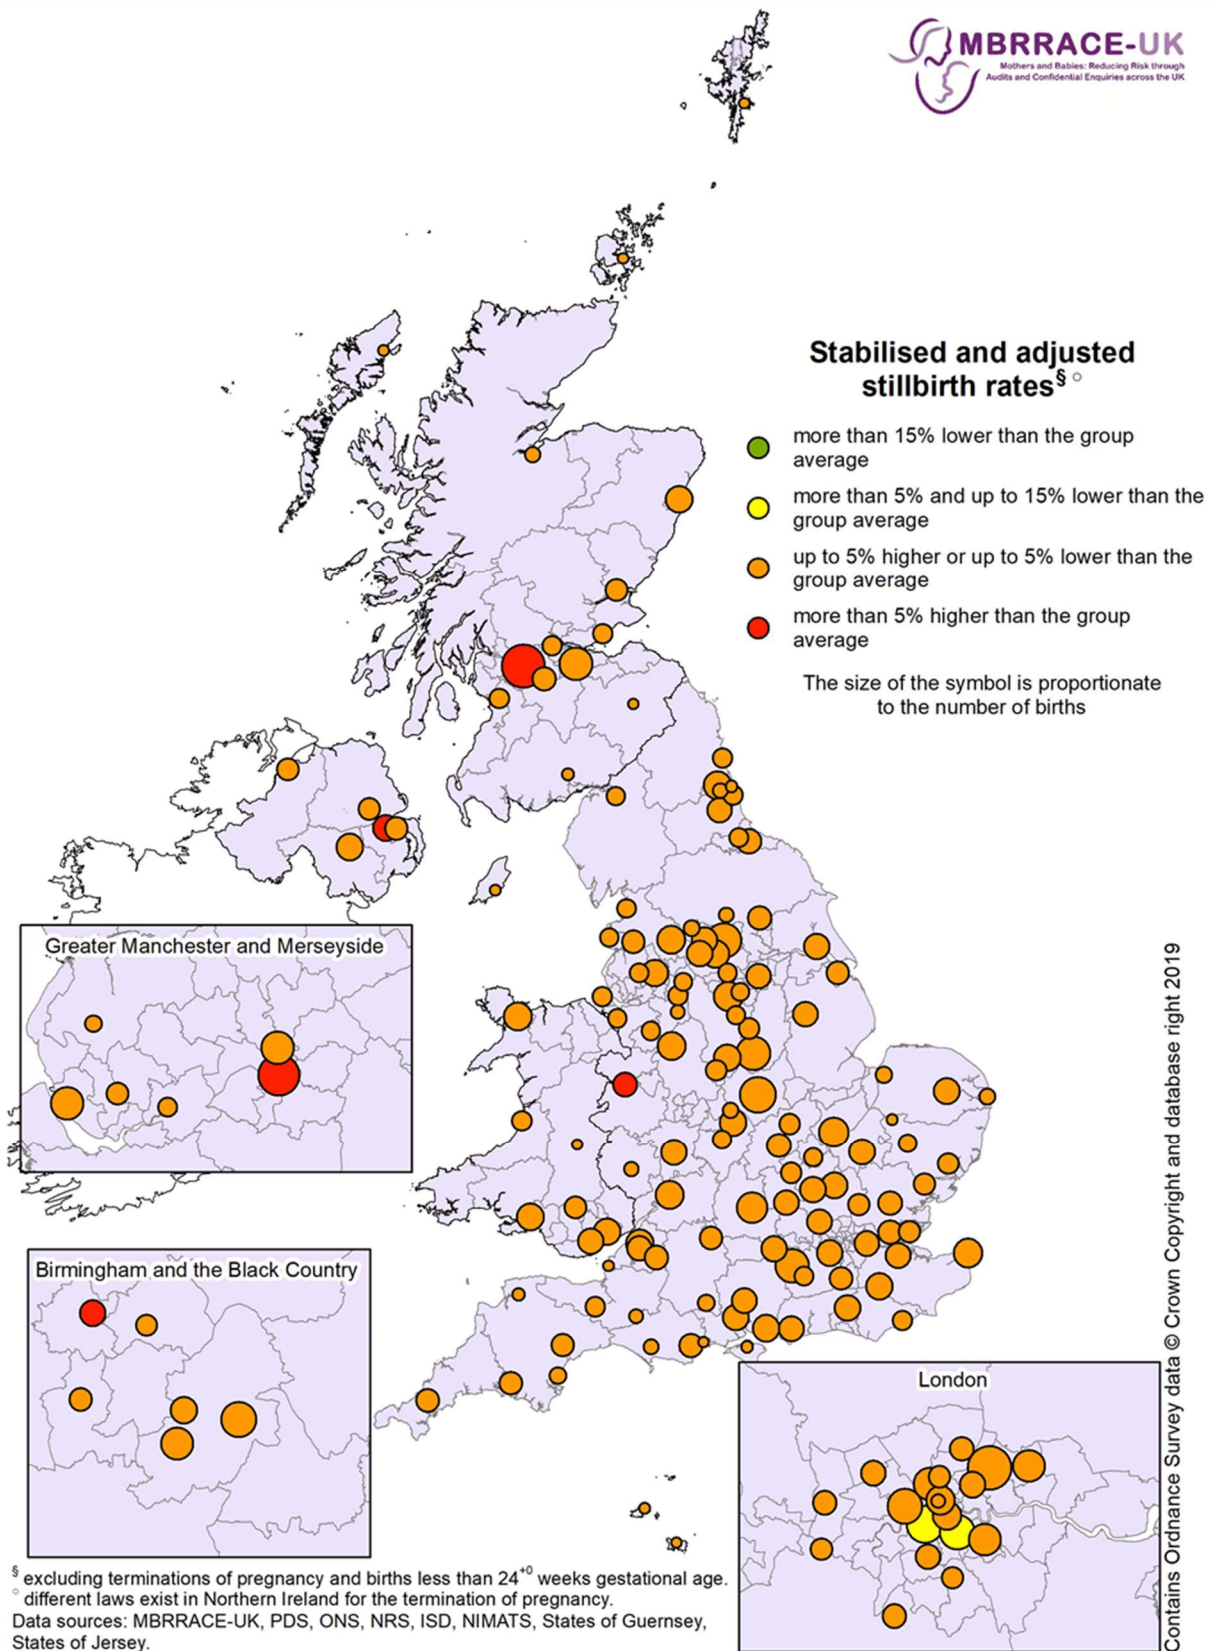 MBRRACE-UK
Mothers and Babies: Reducing Risk through
Audits and Confidential Enquiries across the UK
Stabilised and adjusted
stillbirth rates§ ○
more than 15% lower than the group
average
more than 5% and up to 15% lower than the
group average
up to 5% higher or up to 5% lower than the
group average
more than 5% higher than the group
average
The size of the symbol is proportionate
to the number of births
Greater Manchester and Merseyside
Birmingham and the Black Country
London
Contains Ordnance Survey data © Crown Copyright and database right 2019
§ excluding terminations of pregnancy and births less than 24+0 weeks gestational age.
○ different laws exist in Northern Ireland for the termination of pregnancy.
Data sources: MBRRACE-UK, PDS, ONS, NRS, ISD, NIMATS, States of Guernsey,
States of Jersey.